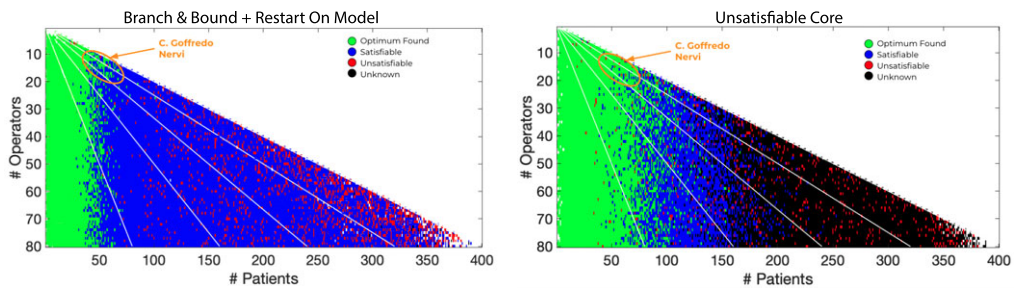 Branch & Bound + Restart On Model
C. Goffredo
Nervi
Optimum Found
Satisfiable
Unsatisfiable
Unknown
# Operators
10
20
30
40
50
60
70
80
50
100
150
200
250
300
350
400
# Patients
Unsatisfiable Core
C. Goffredo
Nervi
Optimum Found
Satisfiable
Unsatisfiable
Unknown
# Operators
10
20
30
40
50
60
70
80
50
100
150
200
250
300
350
400
# Patients